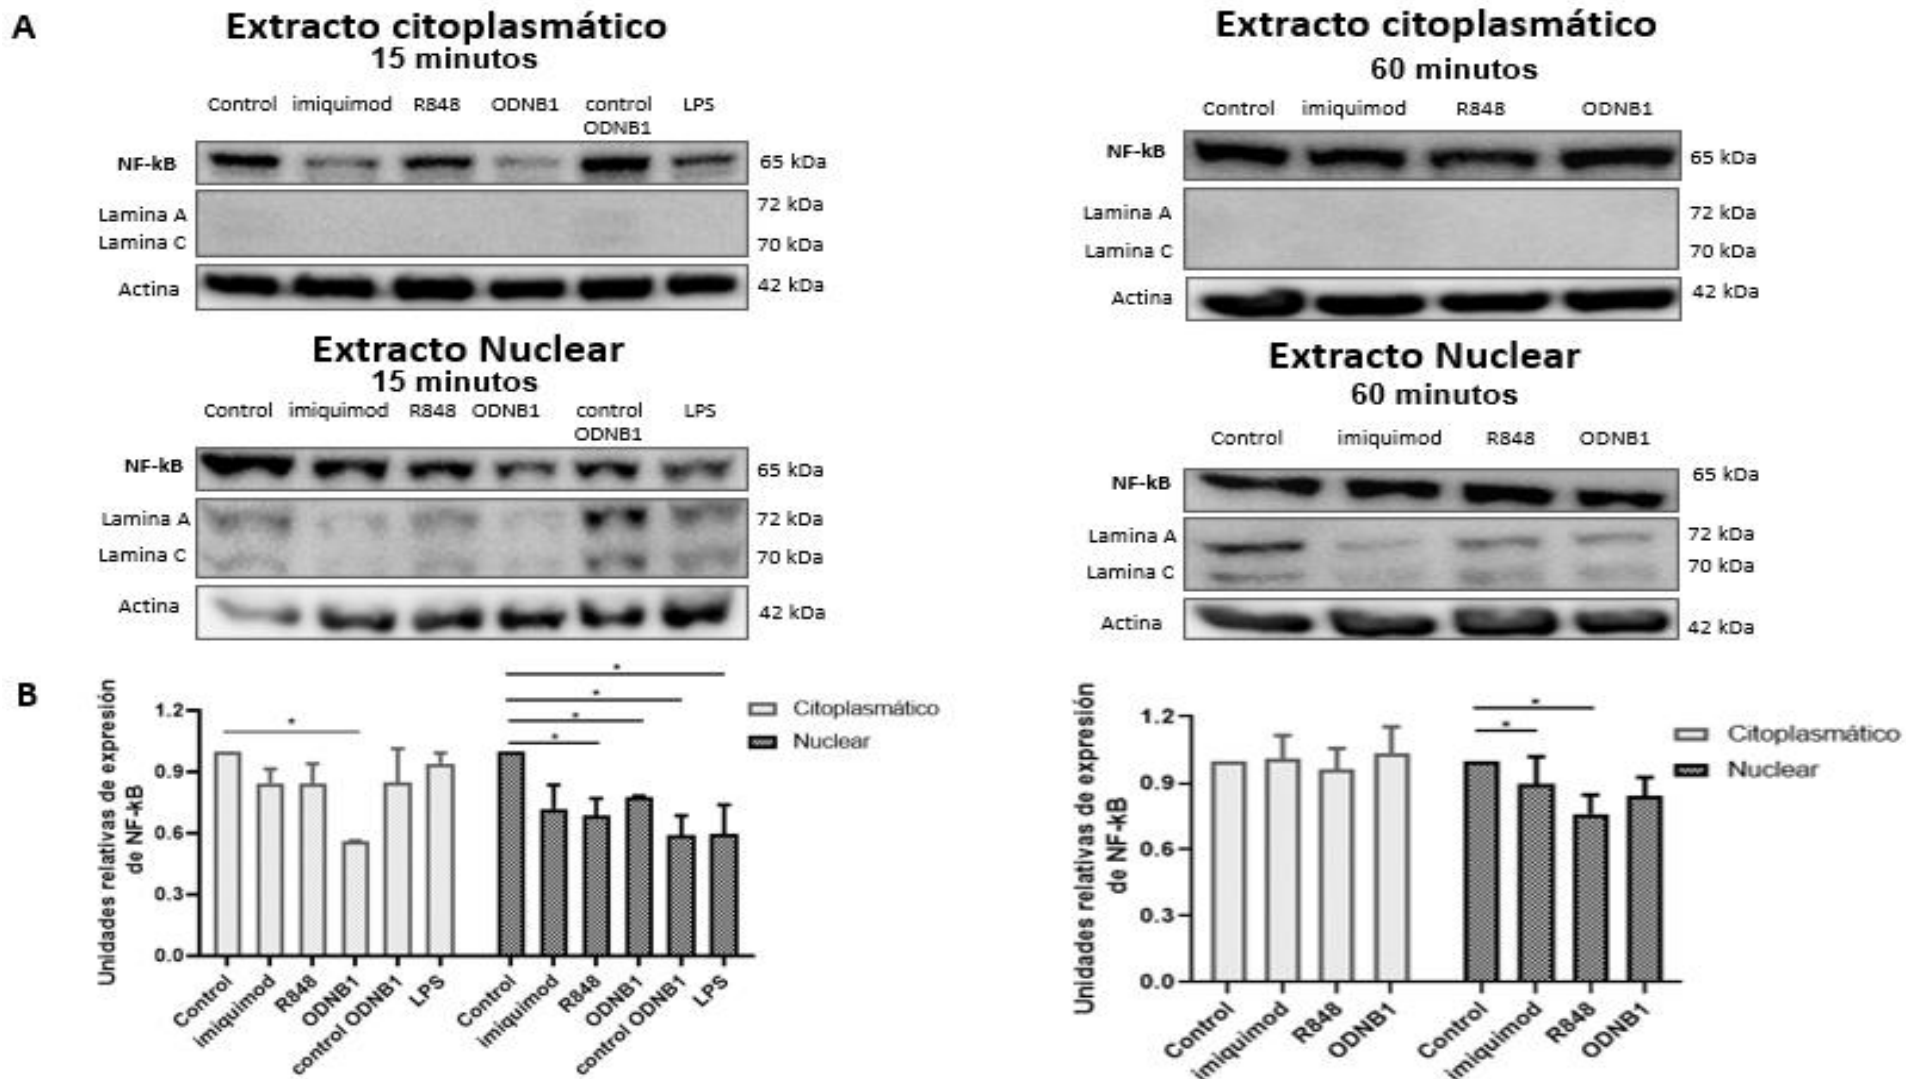 A
Extracto citoplasmático
15 minutos
Control imiquimod R848 ODNB1 control LPS
ODNB1
NF-kB 65 kDa
72 kDa
Lamina A
Lamina C 70 kDa
Actina 42 kDa
Extracto Nuclear
15 minutos
Control imiquimod R848 ODNB1 control LPS
ODNB1
NF-kB 65 kDa
Lamina A 72 kDa
Lamina C 70 kDa
Actina 42 kDa
Extracto citoplasmático
60 minutos
Control imiquimod R848 ODNB1
NF-kB 65 kDa
Lamina A 72 kDa
Lamina C 70 kDa
Actina 42 kDa
Extracto Nuclear
60 minutos
Control imiquimod R848 ODNB1
NF-kB 65 kDa
Lamina A 72 kDa
Lamina C 70 kDa
Actina 42 kDa
B
Unidades relativas de expresión
de NF-kB
1.2
0.9
0.6
0.3
0.0
*
*
*
*
*
Citoplasmático
Nuclear
Control imiquimod R848 ODNB1 control ODNB1 LPS
Control imiquimod R848 ODNB1 control ODNB1 LPS
Unidades relativas de expresión
de NF-kB
1.2
0.9
0.6
0.3
0.0
*
*
Citoplasmático
Nuclear
Control imiquimod R848 ODNB1
Control imiquimod R848 ODNB1